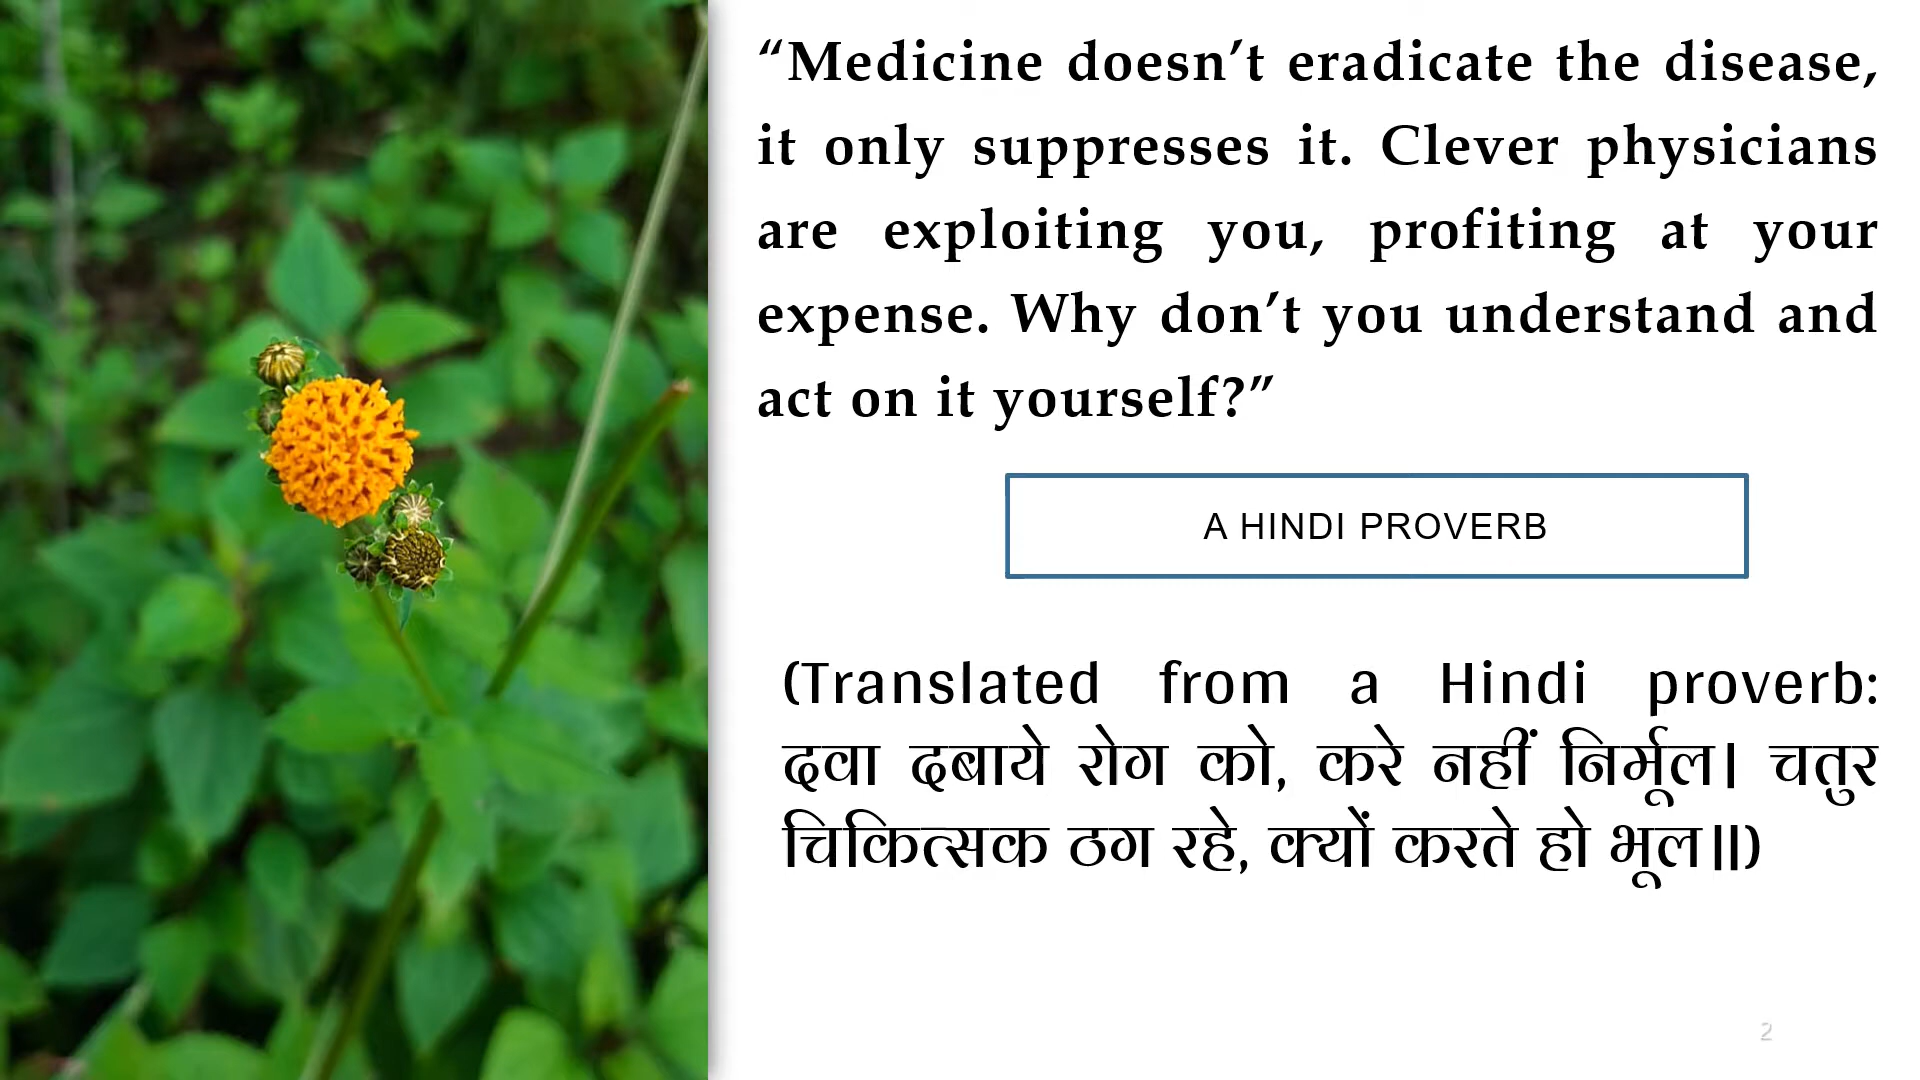 “Medicine doesn’t eradicate the disease,
it only suppresses it. Clever physicians
are exploiting you, profiting at your
expense. Why don’t you understand and
act on it yourself?”
A HINDI PROVERB
(Translated from a Hindi proverb:
दवा दबाये रोग को, करे नहीं निर्मूल। चतुर
चिकित्सक ठग रहे, क्यों करते हो भूल॥)
2